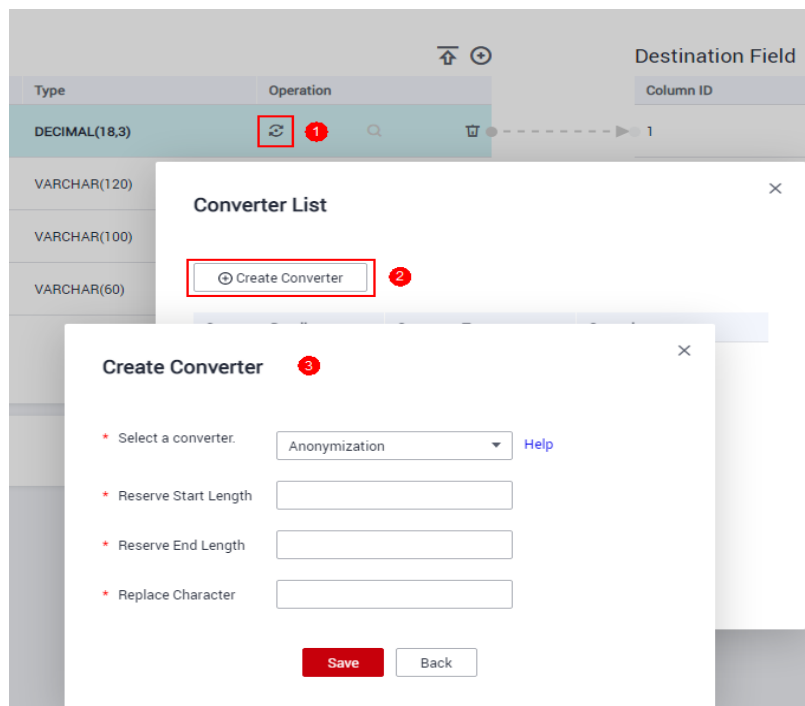 Destination Field
Type Operation Column ID
DECIMAL(18,3) 1 1
VARCHAR(120)
Converter List
VARCHAR(100)
Create Converter 2
VARCHAR(60)
Create Converter 3
* Select a converter. Anonymization Help
* Reserve Start Length
* Reserve End Length
* Replace Character
Save Back